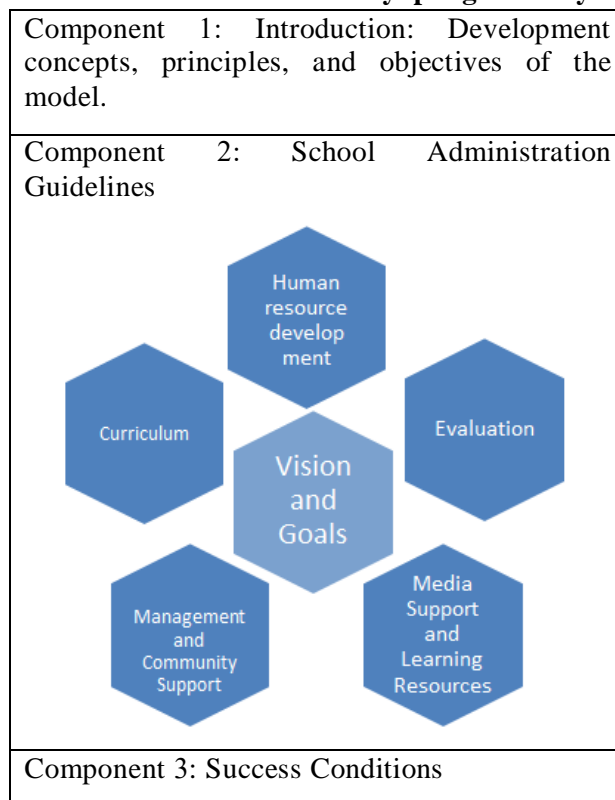 Component 1: Introduction: Development
concepts, principles, and objectives of the
model.
Component 2: School Administration
Guidelines
Human
resource
develop
ment
Curriculum
Evaluation
Vision
and
Goals
Management
and
Community
Support
Media
Support
and
Learning
Resources
Component 3: Success Conditions